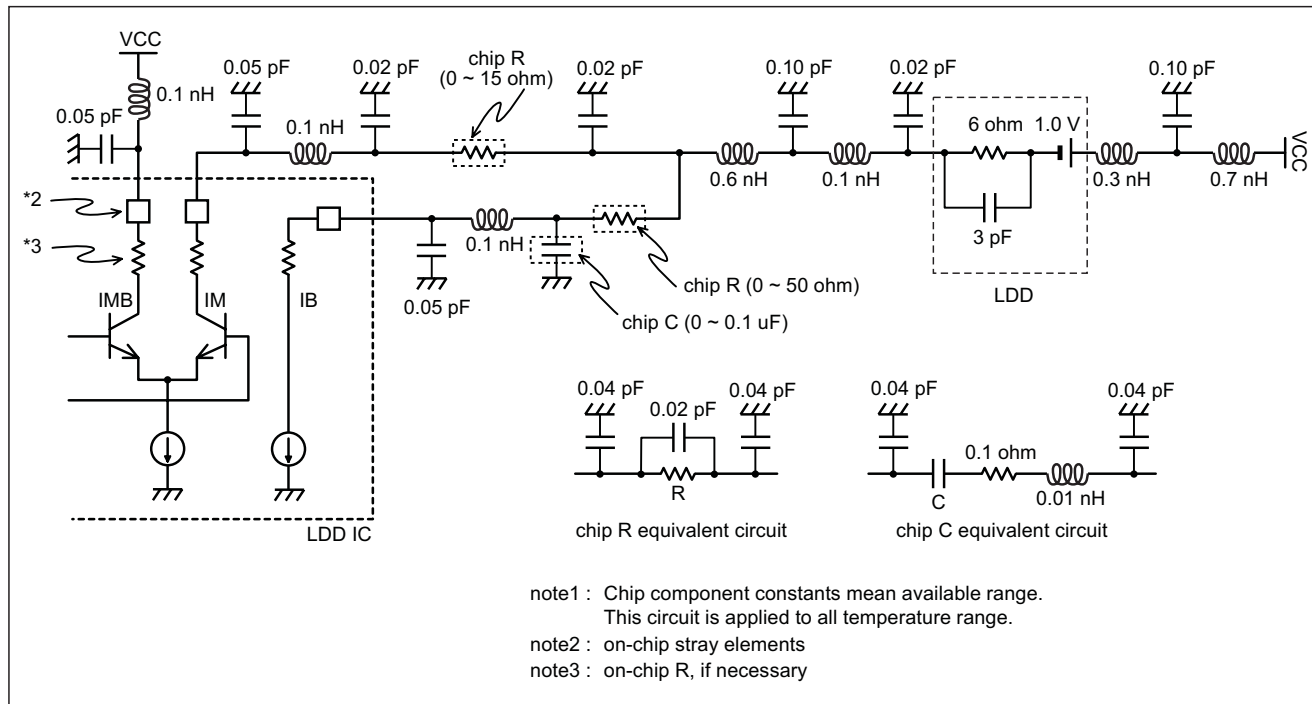 VCC
0.1 nH
0.05 pF
0.05 pF
0.02 pF
0.1 nH
chip R
(0 ~ 15 ohm)
0.02 pF
0.10 pF
0.02 pF
0.6 nH
0.1 nH
6 ohm
1.0 V
3 pF
LDD
0.10 pF
0.3 nH
0.7 nH
VCC
*2
*3
IMB
IM
IB
0.05 pF
0.1 nH
chip R (0 ~ 50 ohm)
chip C (0 ~ 0.1 uF)
LDD IC
0.04 pF
0.02 pF
0.04 pF
R
chip R equivalent circuit
0.04 pF
0.1 ohm
0.04 pF
C
0.01 nH
chip C equivalent circuit
note1 : Chip component constants mean available range.
This circuit is applied to all temperature range.
note2 : on-chip stray elements
note3 : on-chip R, if necessary